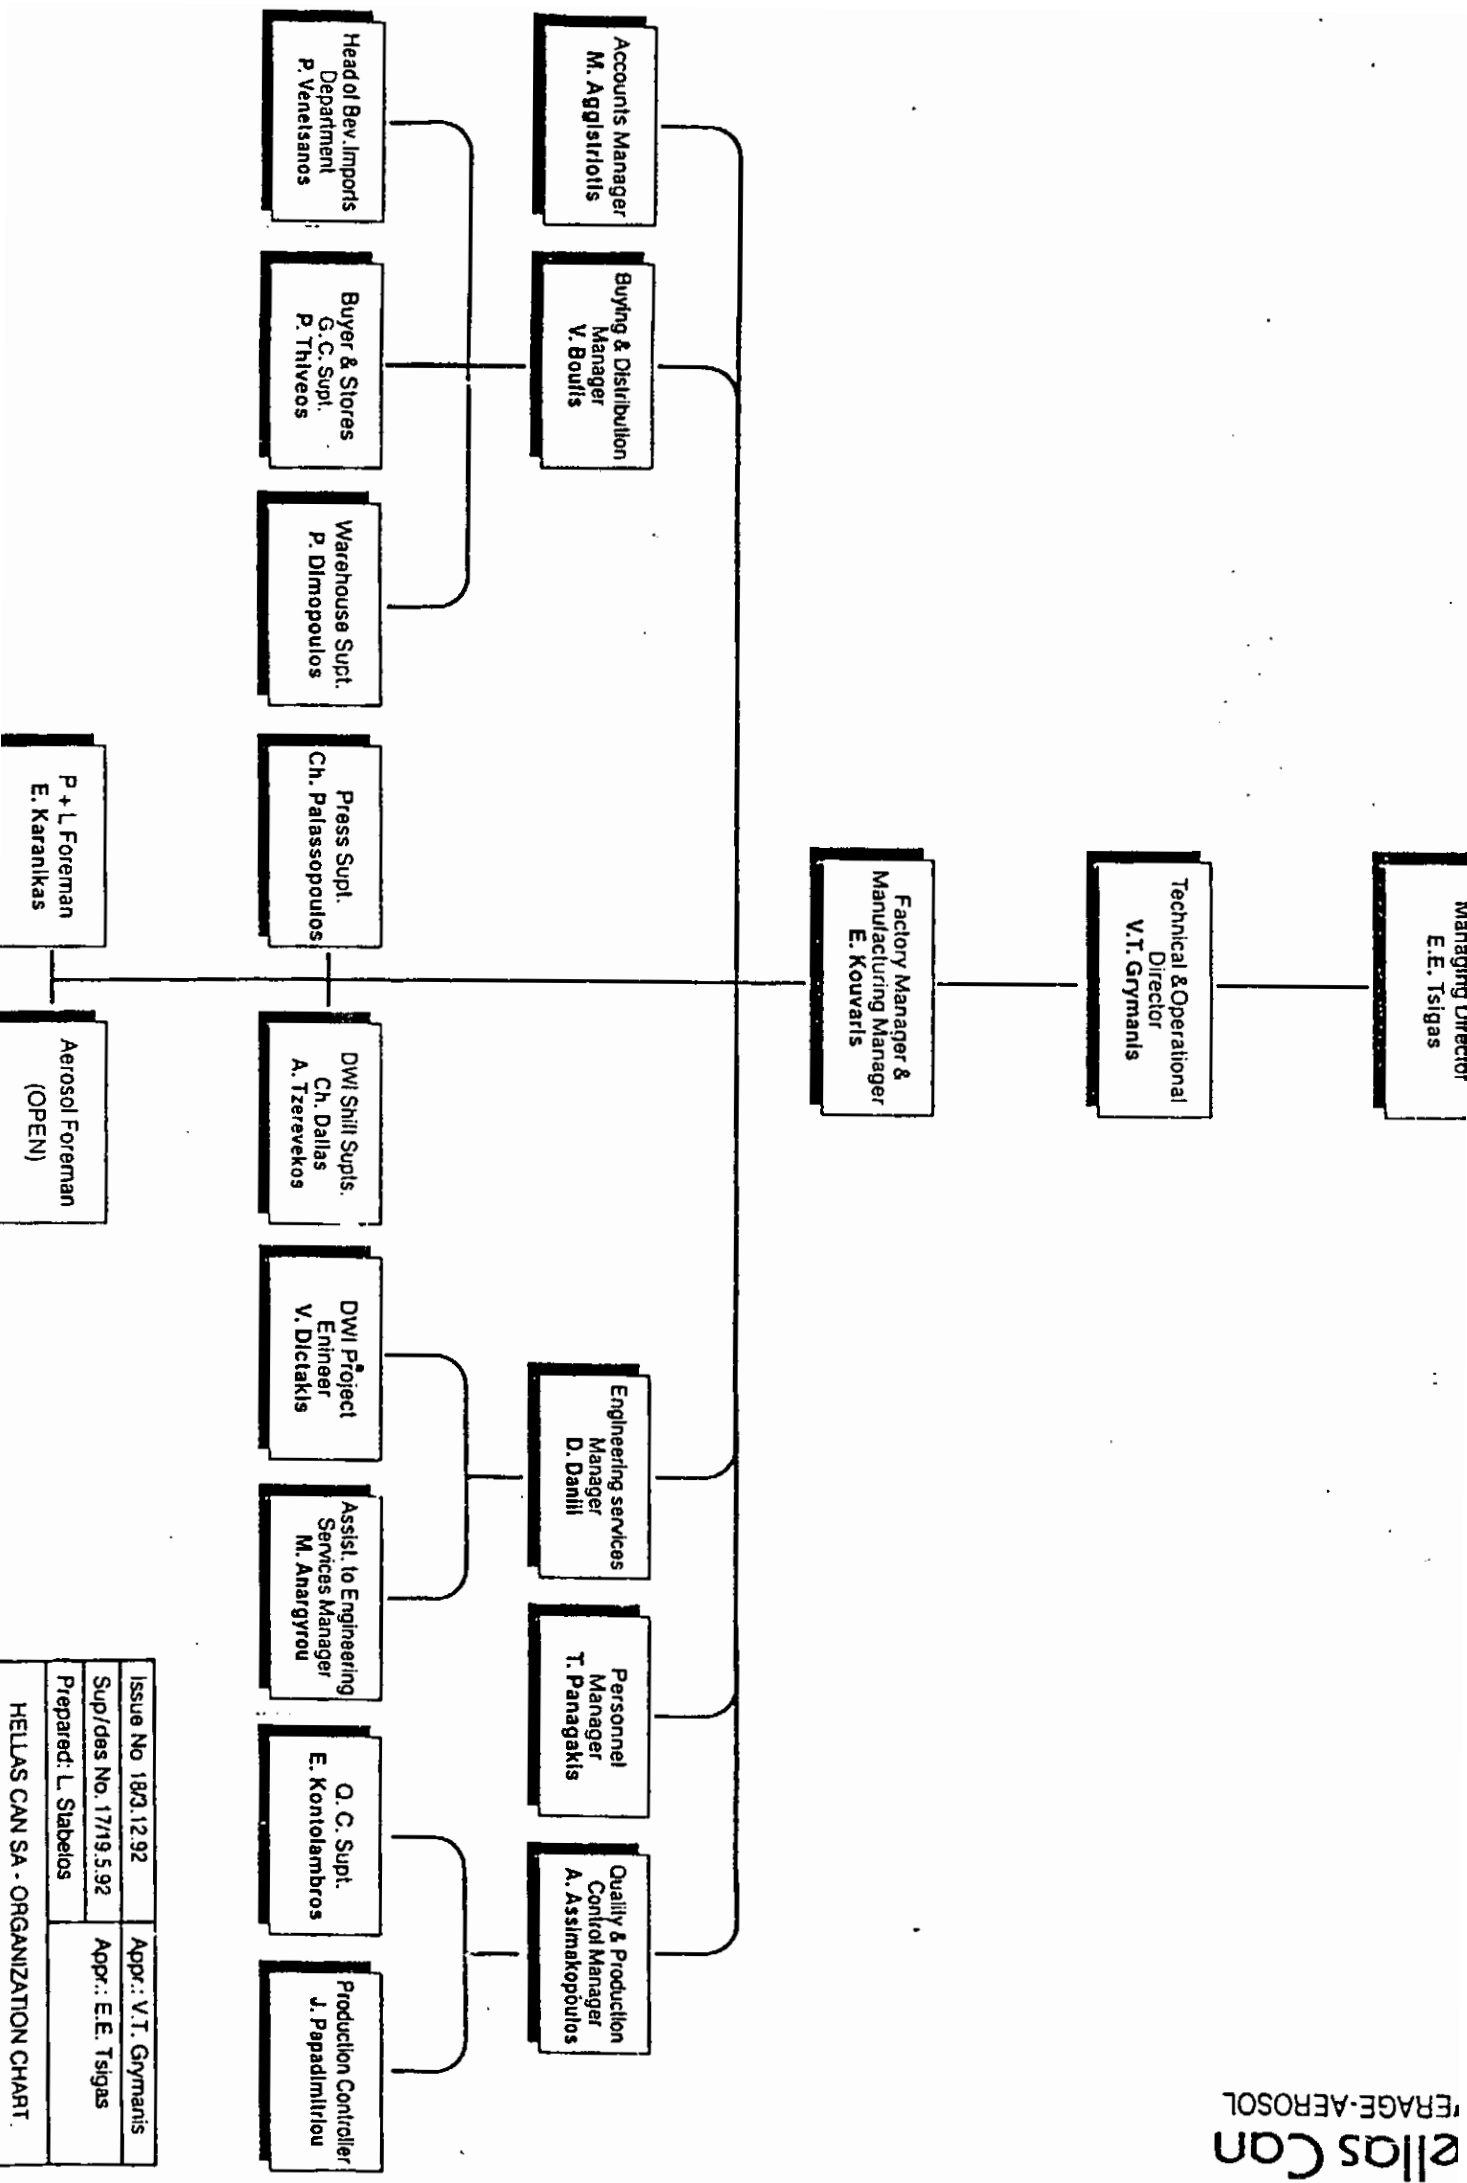 ellas Can
ERAGE-AEROSOL
Managing Director
E.E. Tsigas
Technical & Operational
Director
V.T. Grymanis
Factory Manager &
Manufacturing Manager
E. Kouvaris
Accounts Manager
M. Aggistriotis
Buying & Distribution
Manager
V. Boufis
Engineering services
Manager
D. Daniil
Personnel
Manager
T. Panagakis
Quality & Production
Control Manager
A. Assimakopoulos
Head of Bev. Imports
Department
P. Venetsanos
Buyer & Stores
G.C. Supt.
P. Thiveos
Warehouse Supt.
P. Dimopoulos
Press Supt.
Ch. Palassopoulos
DWI Shift Supts.
Ch. Dallas
A. Tzerevekos
DWI Project
Enineer
V. Dictakis
Assist. to Engineering
Services Manager
M. Anargyrou
Q. C. Supt.
E. Kontolambros
Production Controller
J. Papadimitriou
P + L Foreman
E. Karanikas
Aerosol Foreman
(OPEN)
Issue No 18/3.12.92
Appr.: V.T. Grymanis
Sup/des No. 17/19.5.92
Appr.: E.E. Tsigas
Prepared: L. Stabelos
HELLAS CAN SA - ORGANIZATION CHART.